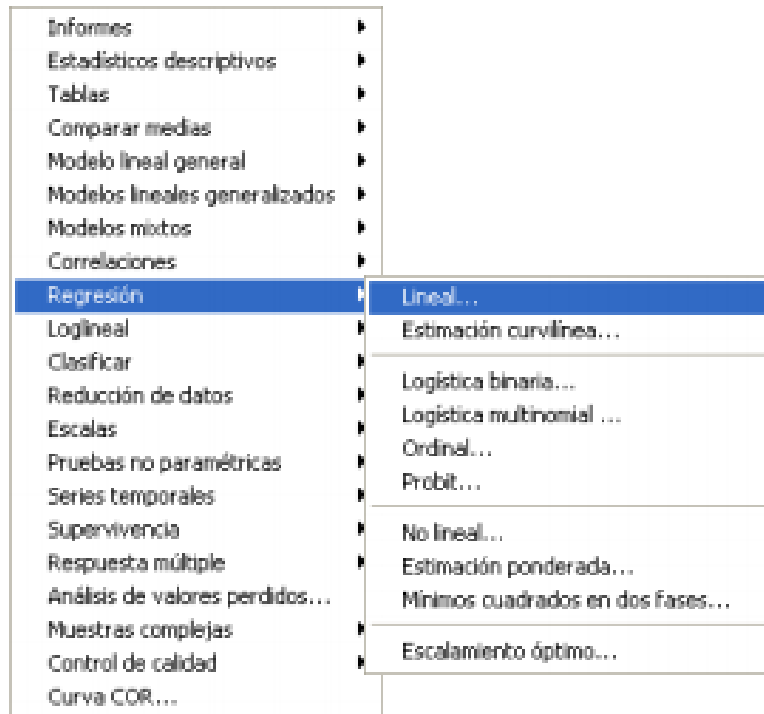 Informes
Estadísticos descriptivos
Tablas
Comparar medias
Modelo lineal general
Modelos lineales generalizados
Modelos mixtos
Correlaciones
Regresión
Loglineal
Clasificar
Reducción de datos
Escalas
Pruebas no paramétricas
Series temporales
Supervivencia
Respuesta múltiple
Análisis de valores perdidos...
Muestras complejas
Control de calidad
Curva COR...
Lineal...
Estimación curvilínea...
Logística binaria...
Logística multinomial ...
Ordinal...
Probit...
No lineal...
Estimación ponderada...
Mínimos cuadrados en dos fases...
Escalamiento óptimo...